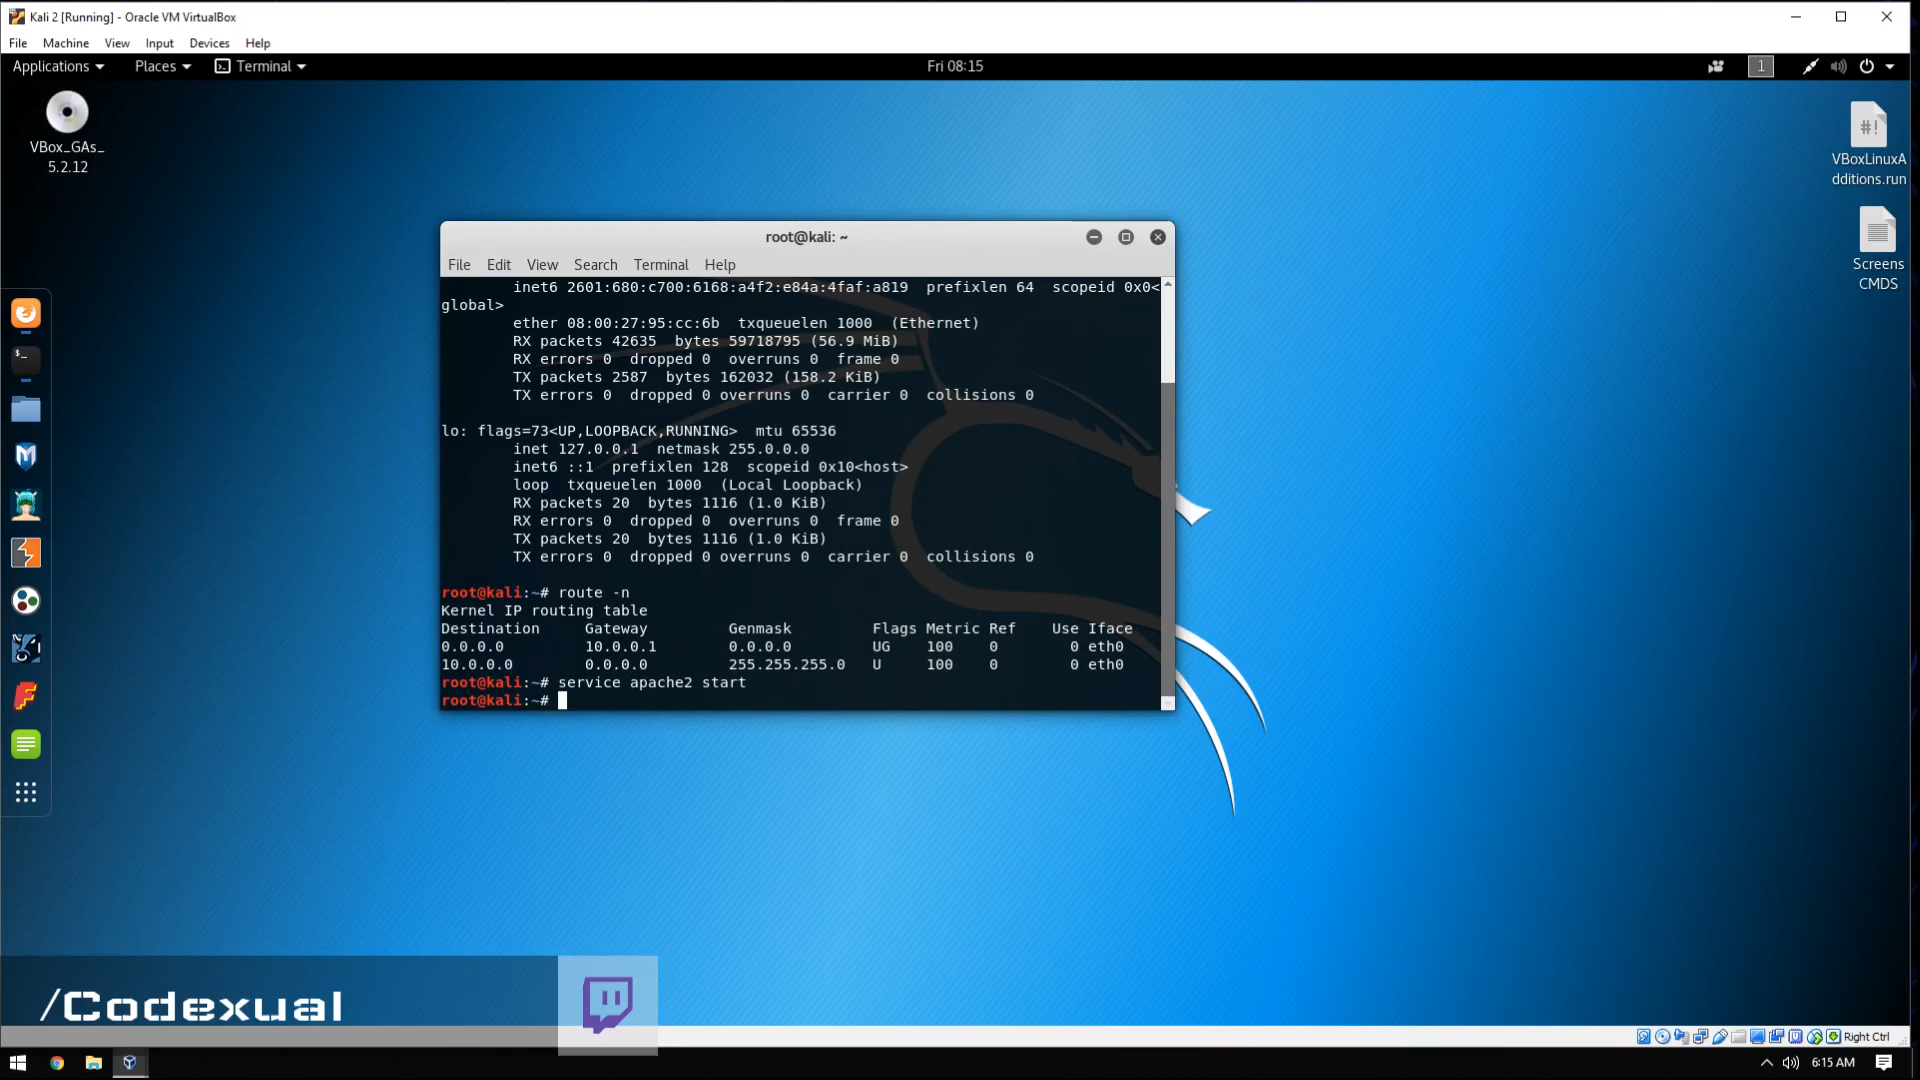 Kali 2 [Running] - Oracle VM VirtualBox
File Machine View Input Devices Help
Applications Places Terminal Fri 08:15 1
VBox_GAs_
5.2.12
#!
VBoxLinuxA
dditions.run
Screens
CMDS
root@kali: ~
File Edit View Search Terminal Help
inet6 2601:680:c700:6168:a4f2:e84a:4faf:a819 prefixlen 64 scopeid 0x0<
global>
ether 08:00:27:95:cc:6b txqueuelen 1000 (Ethernet)
RX packets 42635 bytes 59718795 (56.9 MiB)
RX errors 0 dropped 0 overruns 0 frame 0
TX packets 2587 bytes 162032 (158.2 KiB)
TX errors 0 dropped 0 overruns 0 carrier 0 collisions 0
lo: flags=73<UP,LOOPBACK,RUNNING> mtu 65536
inet 127.0.0.1 netmask 255.0.0.0
inet6 ::1 prefixlen 128 scopeid 0x10<host>
loop txqueuelen 1000 (Local Loopback)
RX packets 20 bytes 1116 (1.0 KiB)
RX errors 0 dropped 0 overruns 0 frame 0
TX packets 20 bytes 1116 (1.0 KiB)
TX errors 0 dropped 0 overruns 0 carrier 0 collisions 0
root@kali:~# route -n
Kernel IP routing table
Destination Gateway Genmask Flags Metric Ref Use Iface
0.0.0.0 10.0.0.1 0.0.0.0 UG 100 0 0 eth0
10.0.0.0 0.0.0.0 255.255.255.0 U 100 0 0 eth0
root@kali:~# service apache2 start
root@kali:~#
/Codexual
Right Ctrl
6:15 AM